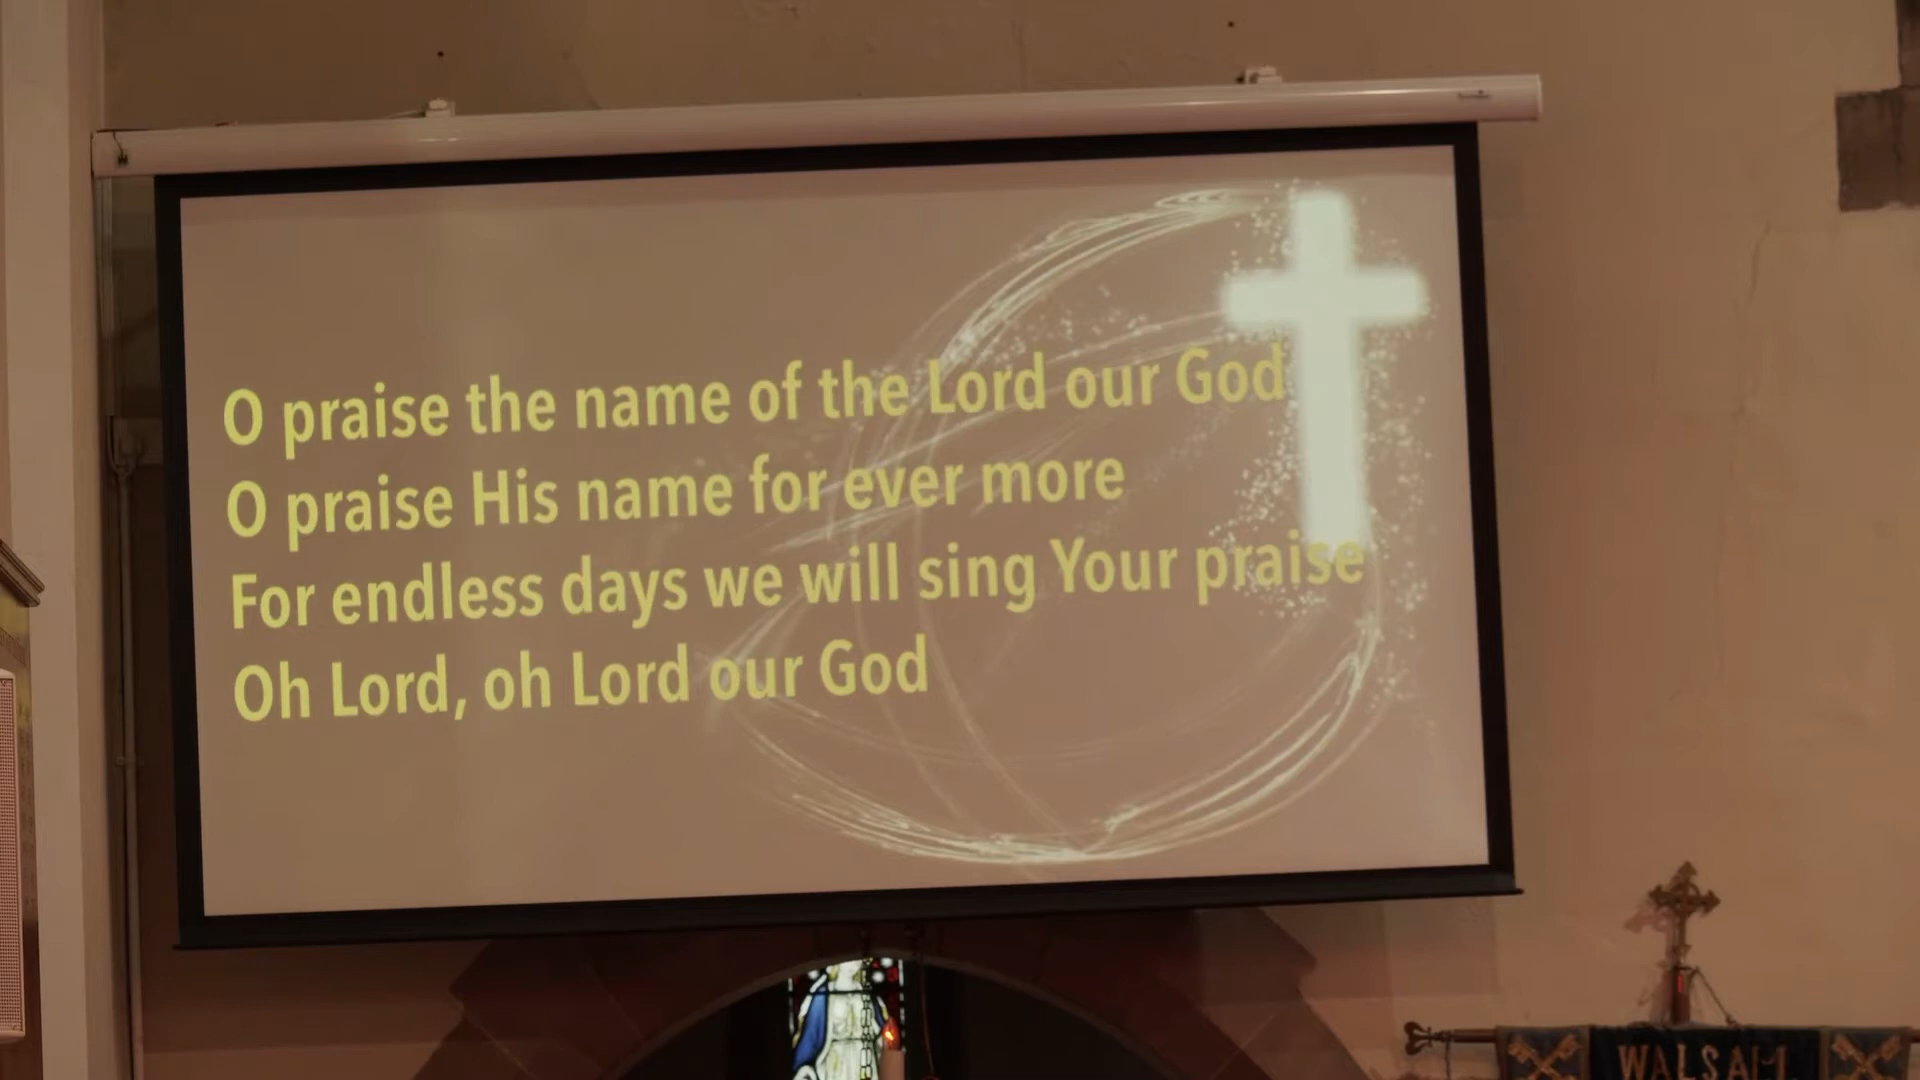 O praise the name of the Lord our God
O praise His name for ever more
For endless days we will sing Your praise
Oh Lord, oh Lord our God